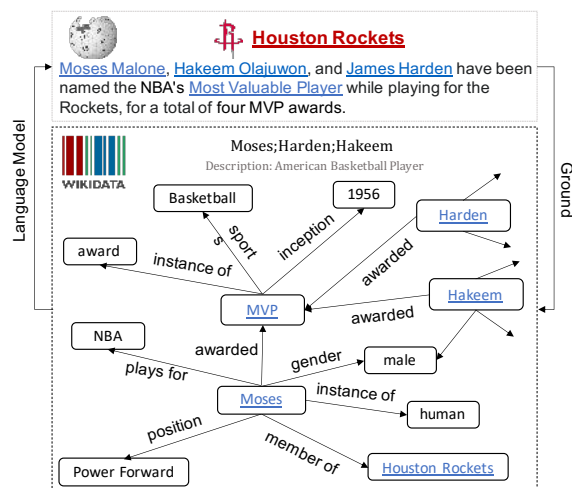 Houston Rockets
Moses Malone, Hakeem Olajuwon, and James Harden have been
named the NBA's Most Valuable Player while playing for the
Rockets, for a total of four MVP awards.
Language Model
Ground
WIKIDATA
Moses;Harden;Hakeem
Description: American Basketball Player
Basketball
1956
Harden
sport
s
inception
awarded
award
instance of
Hakeem
MVP
awarded
NBA
awarded
gender
male
plays for
Moses
instance of
human
position
member of
Power Forward
Houston Rockets